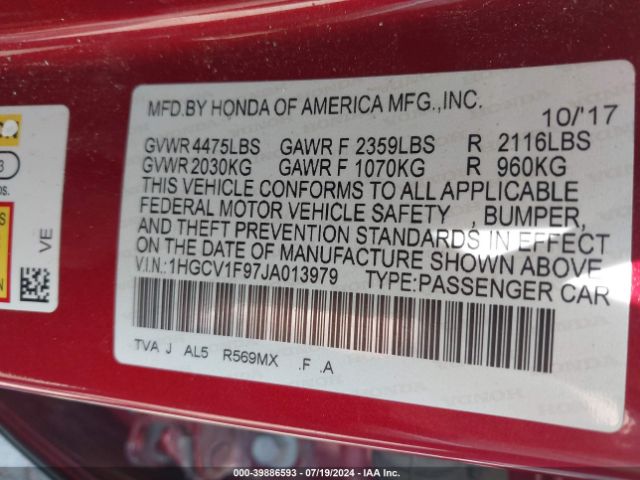 MFD.BY HONDA OF AMERICA MFG.,INC. 10/'17
GVWR 4475LBS GAWR F 2359LBS R 2116LBS
GVWR 2030KG GAWR F 1070KG R 960KG
THIS VEHICLE CONFORMS TO ALL APPLICABLE
FEDERAL MOTOR VEHICLE SAFETY , BUMPER,
AND THEFT PREVENTION STANDARDS IN EFFECT
ON THE DATE OF MANUFACTURE SHOWN ABOVE
V.I.N.:1HGCV1F97JA013979 TYPE:PASSENGER CAR
TVA J AL5 R569MX .F .A
3
os.
VE
39886593 - 07/19/2024 - IAA Inc.